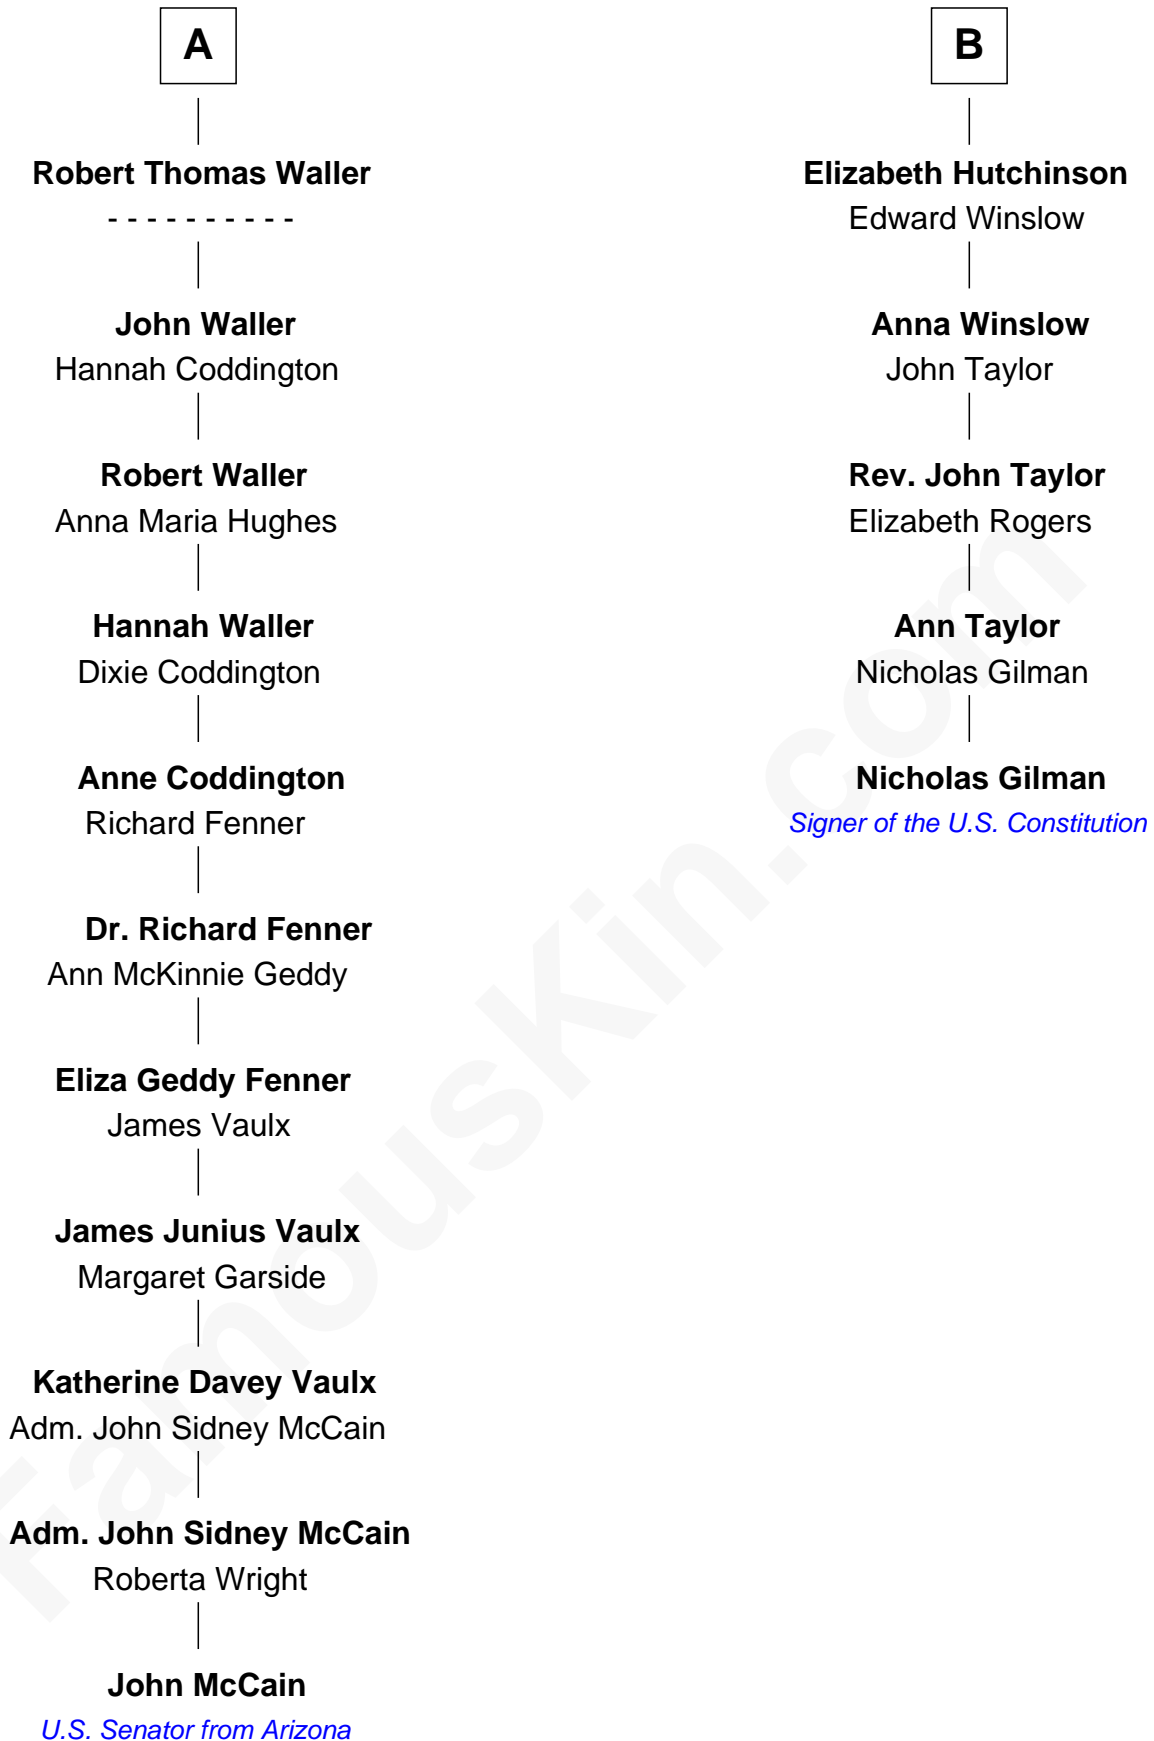 A
Robert Thomas Waller
- - - - - - - - - -
John Waller
Hannah Coddington
Robert Waller
Anna Maria Hughes
Hannah Waller
Dixie Coddington
Anne Coddington
Richard Fenner
Dr. Richard Fenner
Ann McKinnie Geddy
Eliza Geddy Fenner
James Vaulx
James Junius Vaulx
Margaret Garside
Katherine Davey Vaulx
Adm. John Sidney McCain
Adm. John Sidney McCain
Roberta Wright
John McCain
U.S. Senator from Arizona
B
Elizabeth Hutchinson
Edward Winslow
Anna Winslow
John Taylor
Rev. John Taylor
Elizabeth Rogers
Ann Taylor
Nicholas Gilman
Nicholas Gilman
Signer of the U.S. Constitution
FamousKin.com